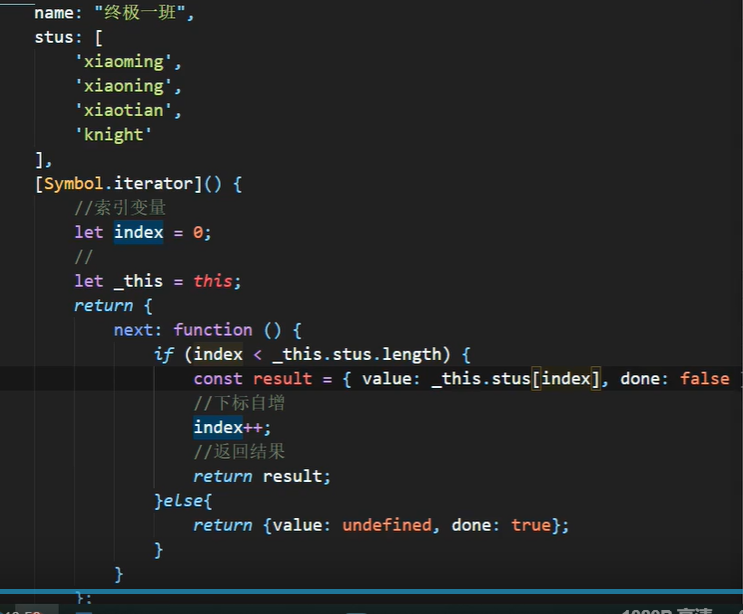 name: "终极一班",
stus: [
'xiaoming',
'xiaoning',
'xiaotian',
'knight'
],
[Symbol.iterator]() {
//索引变量
let index = 0;
//
let _this = this;
return {
next: function () {
if (index < _this.stus.length) {
const result = { value: _this.stus[index], done: false }
//下标自增
index++;
//返回结果
return result;
}else{
return {value: undefined, done: true};
}
}
};